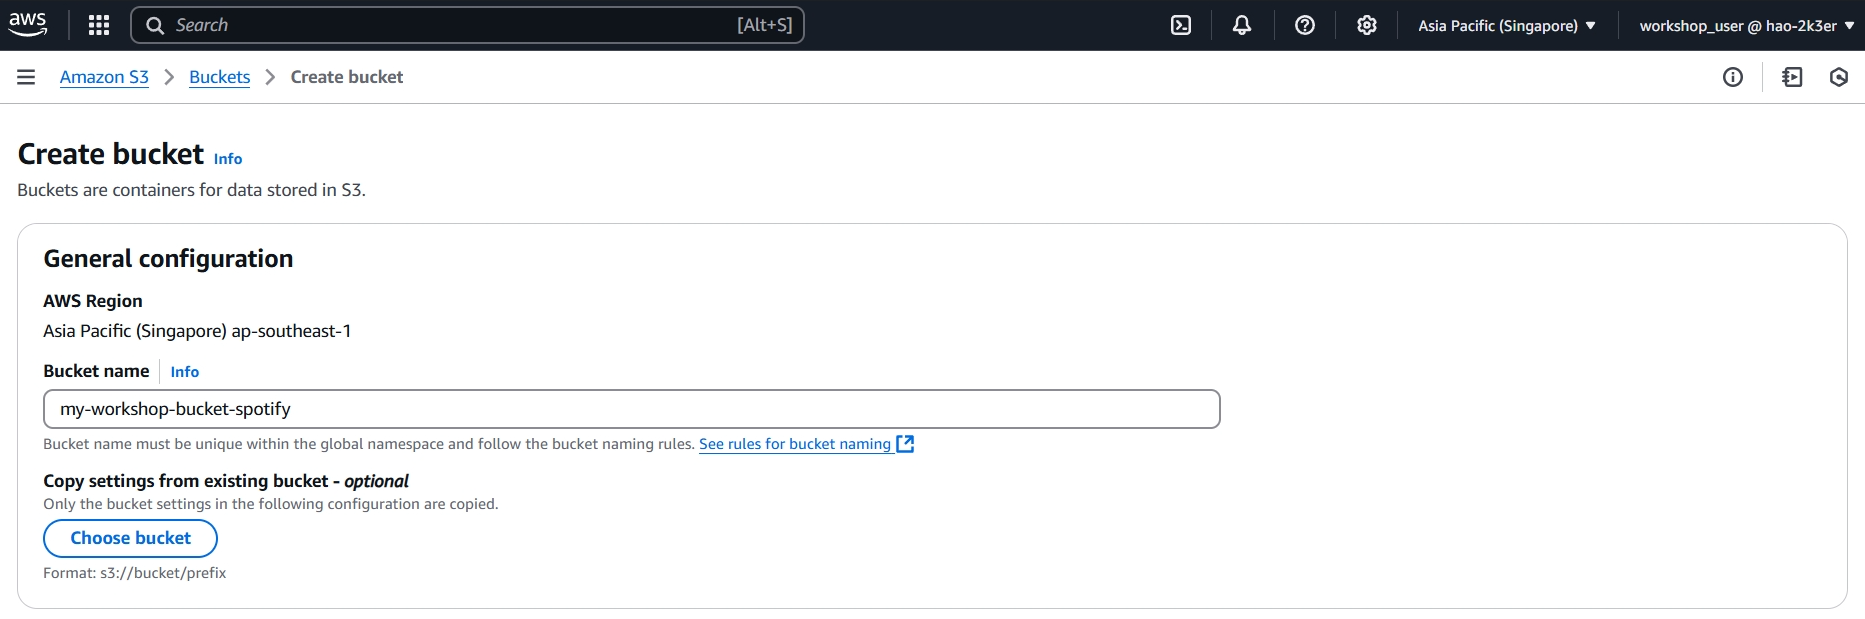 aws
Search [Alt+S]
Asia Pacific (Singapore)
workshop_user @ hao-2k3er
Amazon S3 > Buckets > Create bucket
Create bucket Info
Buckets are containers for data stored in S3.
General configuration
AWS Region
Asia Pacific (Singapore) ap-southeast-1
Bucket name Info
my-workshop-bucket-spotify
Bucket name must be unique within the global namespace and follow the bucket naming rules. See rules for bucket naming
Copy settings from existing bucket - optional
Only the bucket settings in the following configuration are copied.
Choose bucket
Format: s3://bucket/prefix